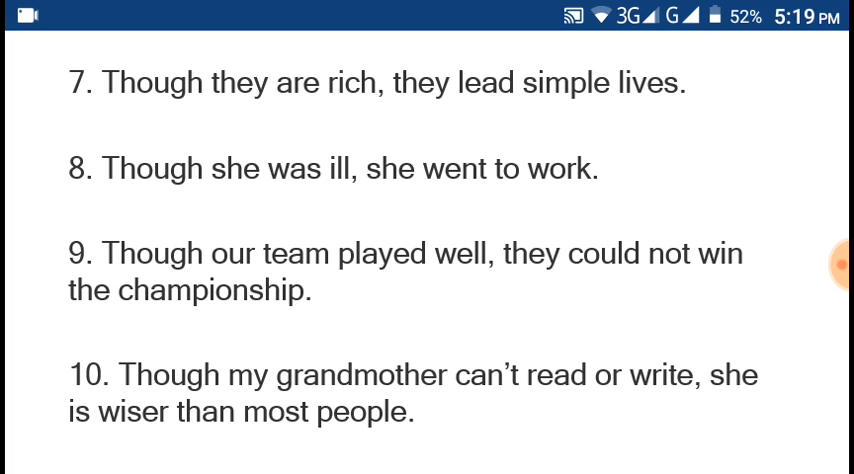 3G G 52% 5:19 PM
7. Though they are rich, they lead simple lives.
8. Though she was ill, she went to work.
9. Though our team played well, they could not win
the championship.
10. Though my grandmother can’t read or write, she
is wiser than most people.